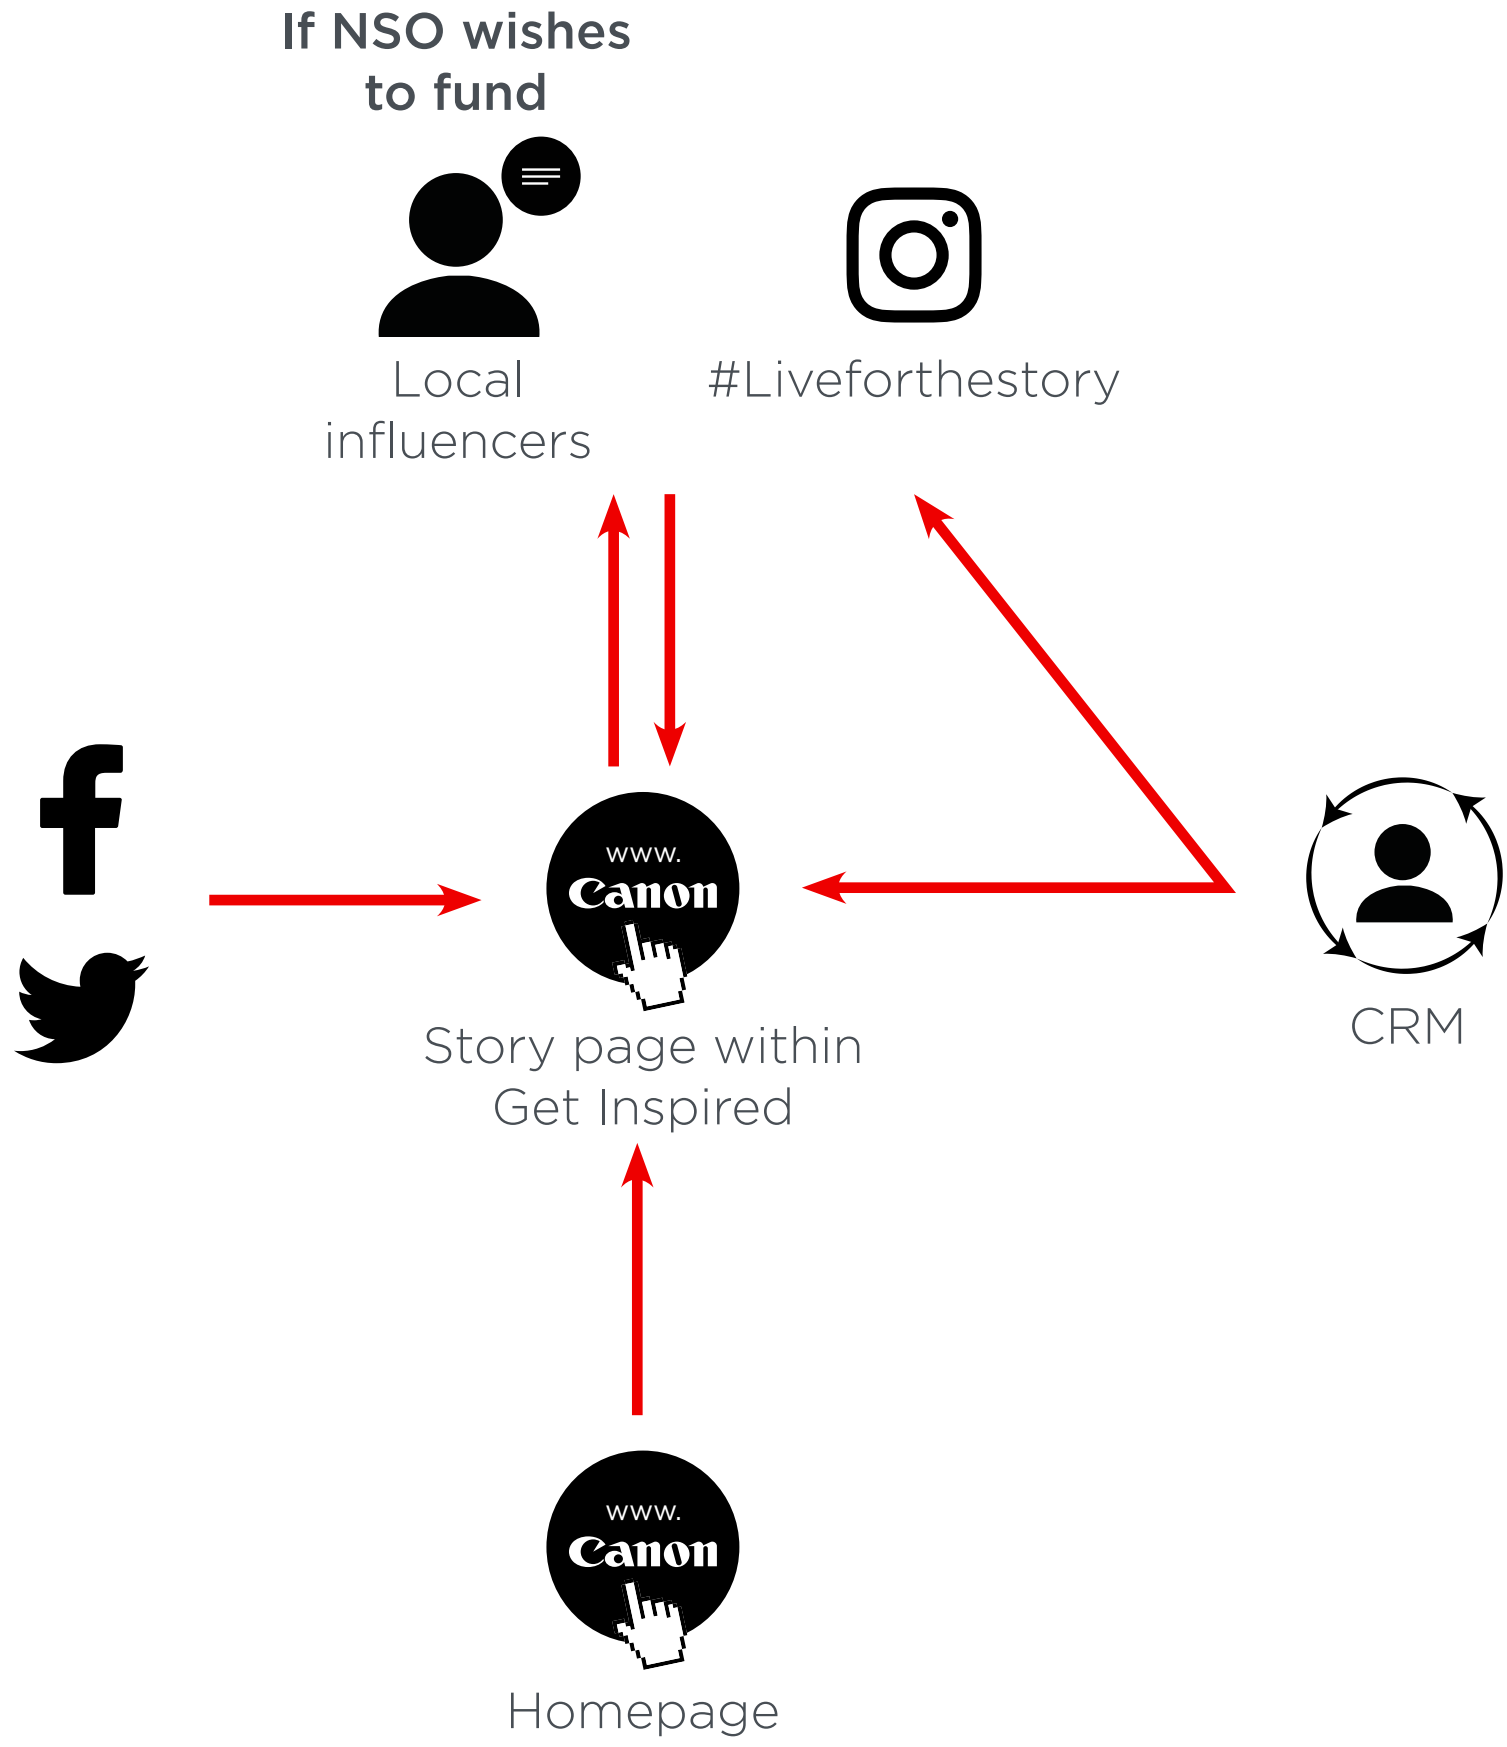 If NSO wishes
to fund
Local
influencers
#Liveforthestory
www.
Canon
Story page within
Get Inspired
CRM
www.
Canon
Homepage